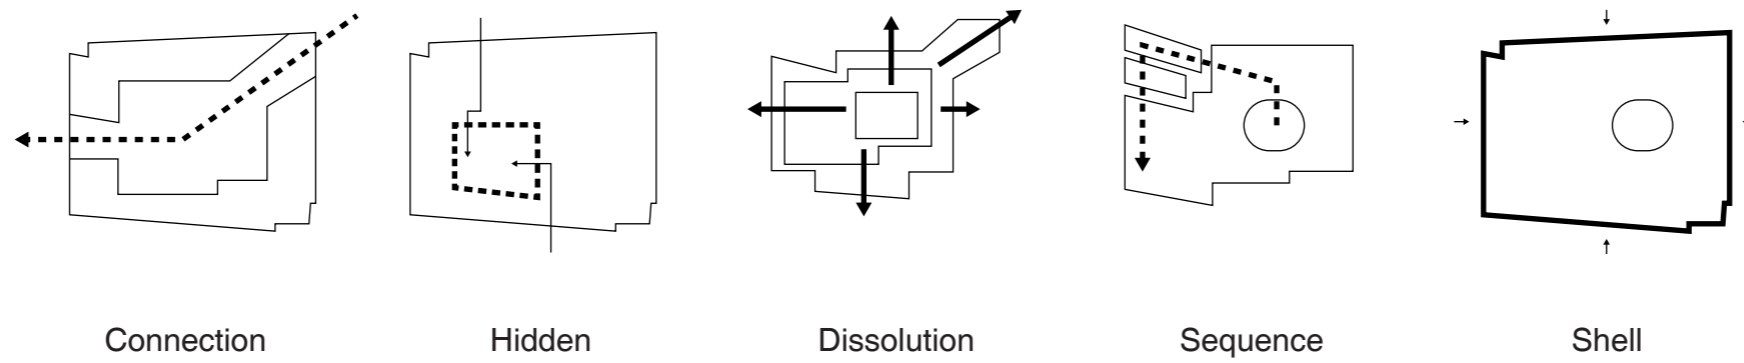 Connection
Hidden
Dissolution
Sequence
Shell